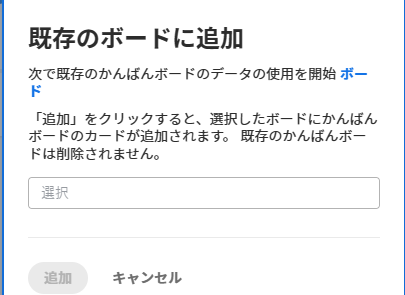 既存のボードに追加
次で既存のかんばんボードのデータの使用を開始 ボー
ド
「追加」をクリックすると、選択したボードにかんばん
ボードのカードが追加されます。 既存のかんばんボー
ドは削除されません。
選択
追加 キャンセル